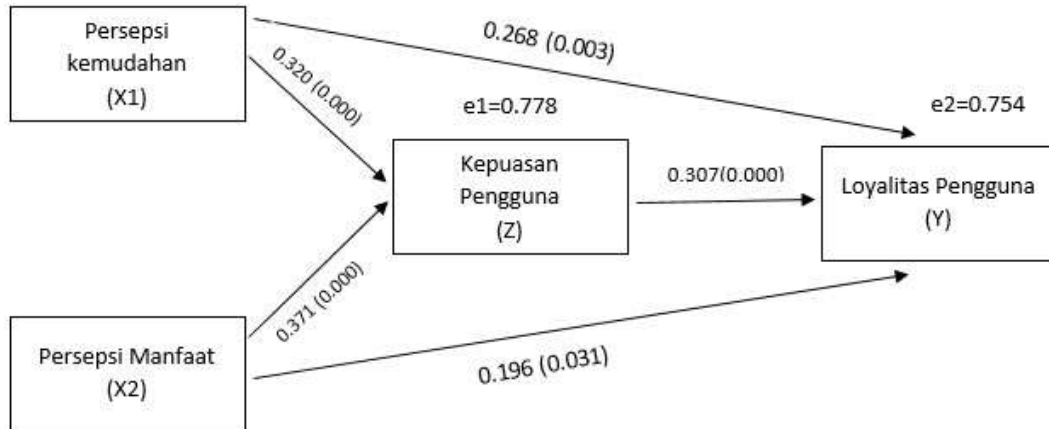 Persepsi
kemudahan
(X1)
0.268 (0.003)
0.320 (0.000)
e1=0.778
e2=0.754
Kepuasan
Pengguna
(Z)
0.307(0.000)
Loyalitas Pengguna
(Y)
0.371 (0.000)
Persepsi Manfaat
(X2)
0.196 (0.031)